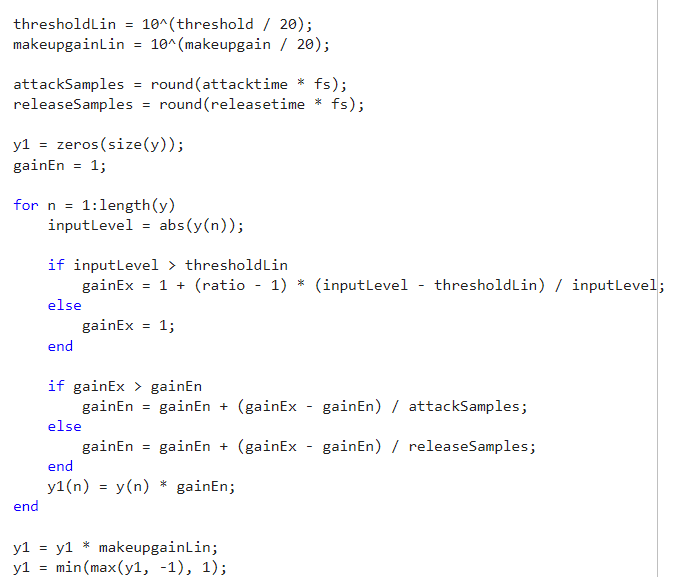 thresholdLin = 10^(threshold / 20);
makeupgainLin = 10^(makeupgain / 20);

attackSamples = round(attacktime * fs);
releaseSamples = round(releasetime * fs);

y1 = zeros(size(y));
gainEn = 1;

for n = 1:length(y)
    inputLevel = abs(y(n));

    if inputLevel > thresholdLin
        gainEx = 1 + (ratio - 1) * (inputLevel - thresholdLin) / inputLevel;
    else
        gainEx = 1;
    end

    if gainEx > gainEn
        gainEn = gainEn + (gainEx - gainEn) / attackSamples;
    else
        gainEn = gainEn + (gainEx - gainEn) / releaseSamples;
    end
    y1(n) = y(n) * gainEn;
end

y1 = y1 * makeupgainLin;
y1 = min(max(y1, -1), 1);